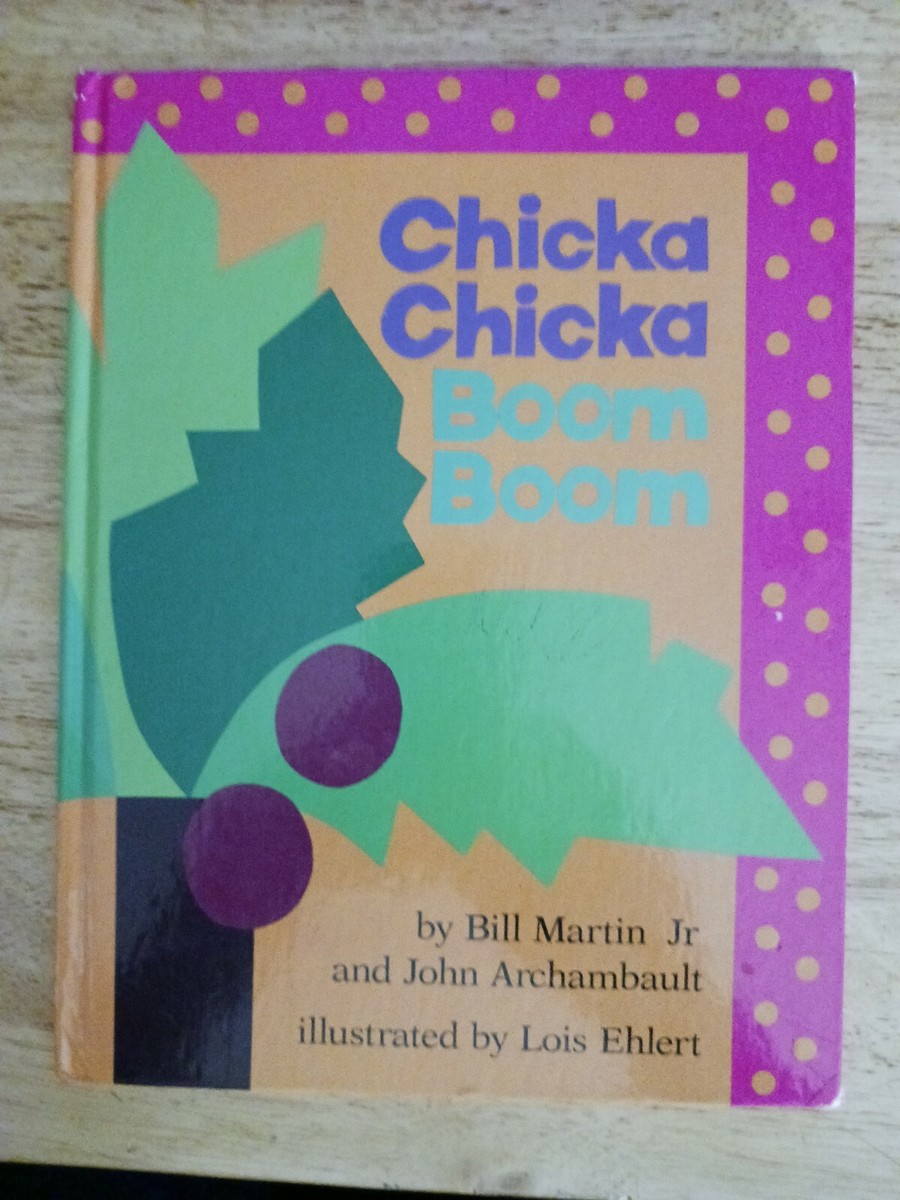 Chicka
Chicka
Boom
Boom
by Bill Martin Jr
and John Archambault
illustrated by Lois Ehlert